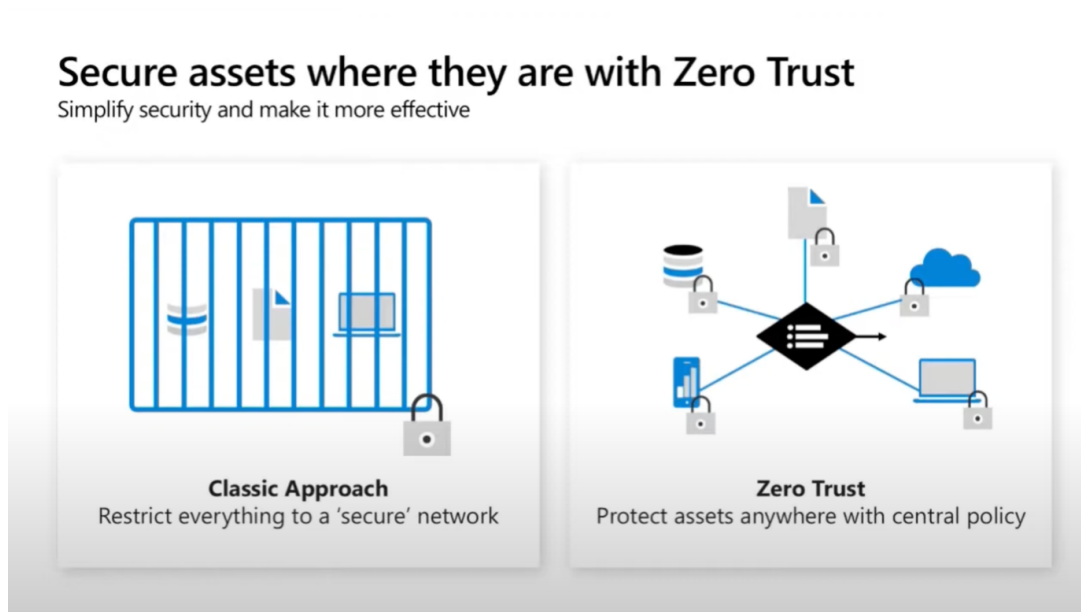 Secure assets where they are with Zero Trust
Simplify security and make it more effective
Classic Approach
Restrict everything to a ‘secure’ network
Zero Trust
Protect assets anywhere with central policy